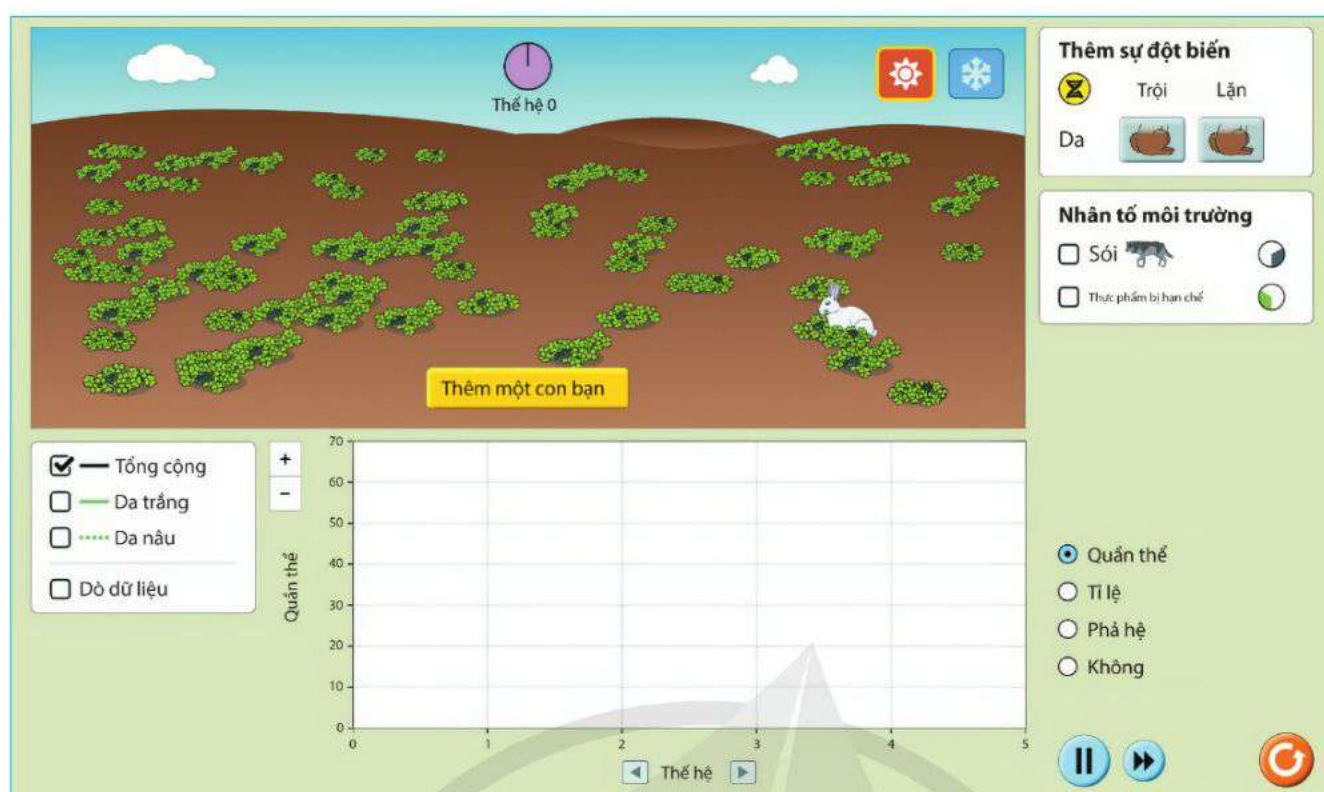 Thế hệ 0
Thêm một con bạn
Thêm sự đột biến
Trội Lặn
Da
Nhân tố môi trường
Sói
Thực phẩm bị hạn chế
Tổng cộng
Da trắng
Da nâu
Dò dữ liệu
+
-
Quần thể
70
60
50
40
30
20
10
0
0 1 2 3 4 5
Thế hệ
Quần thể
Tỉ lệ
Phả hệ
Không